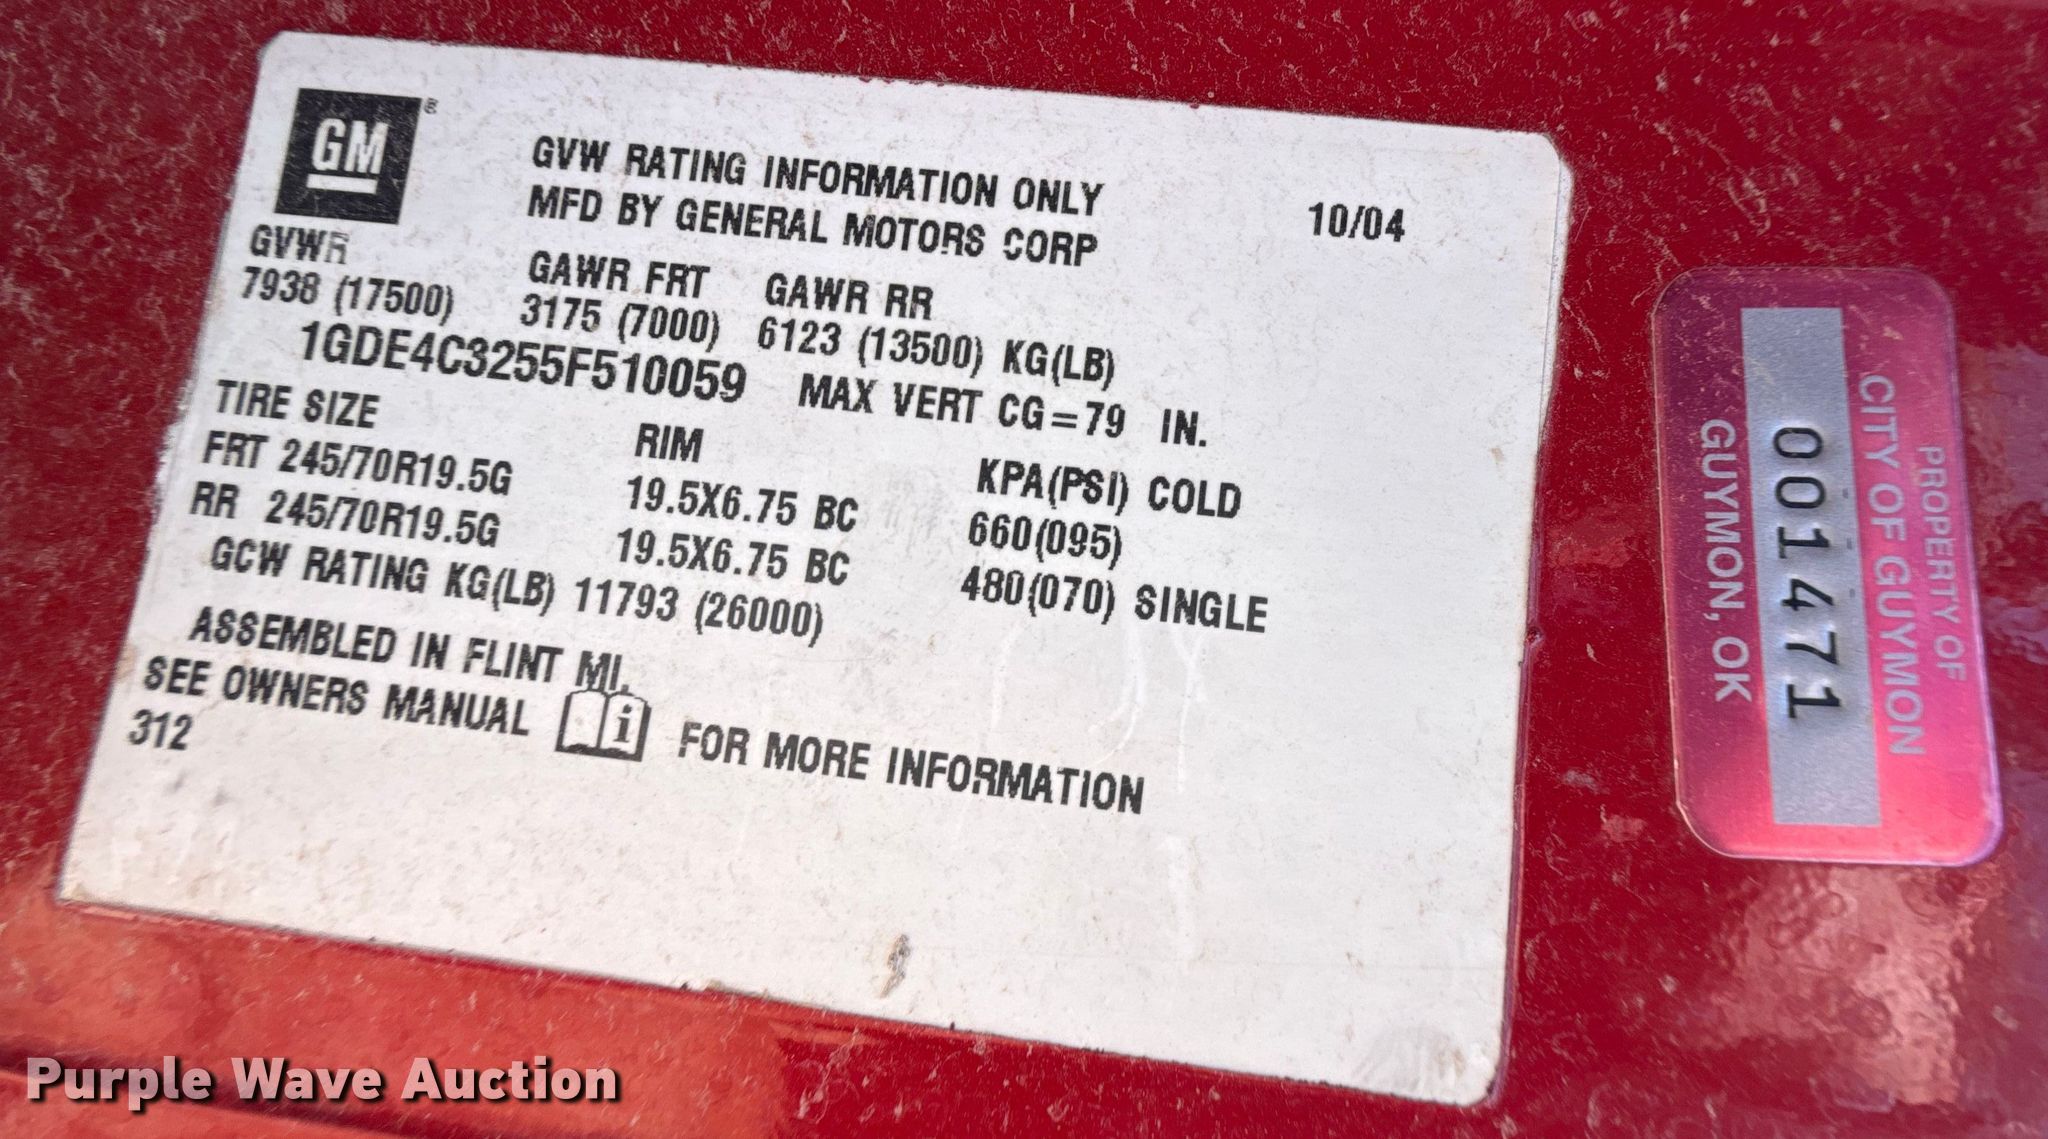 GM ®
GVW RATING INFORMATION ONLY
MFD BY GENERAL MOTORS CORP
10/04
GVWR GAWR FRT GAWR RR
7938 (17500) 3175 (7000) 6123 (13500) KG(LB)
1GDE4C3255F510059 MAX VERT CG=79 IN.
TIRE SIZE RIM KPA(PSI) COLD
FRT 245/70R19.5G 19.5X6.75 BC 660(095)
RR 245/70R19.5G 19.5X6.75 BC 480(070) SINGLE
GCW RATING KG(LB) 11793 (26000)
ASSEMBLED IN FLINT MI.
SEE OWNERS MANUAL i FOR MORE INFORMATION
312
PROPERTY OF
CITY OF GUYMON
001471
GUYMON, OK
Purple Wave Auction